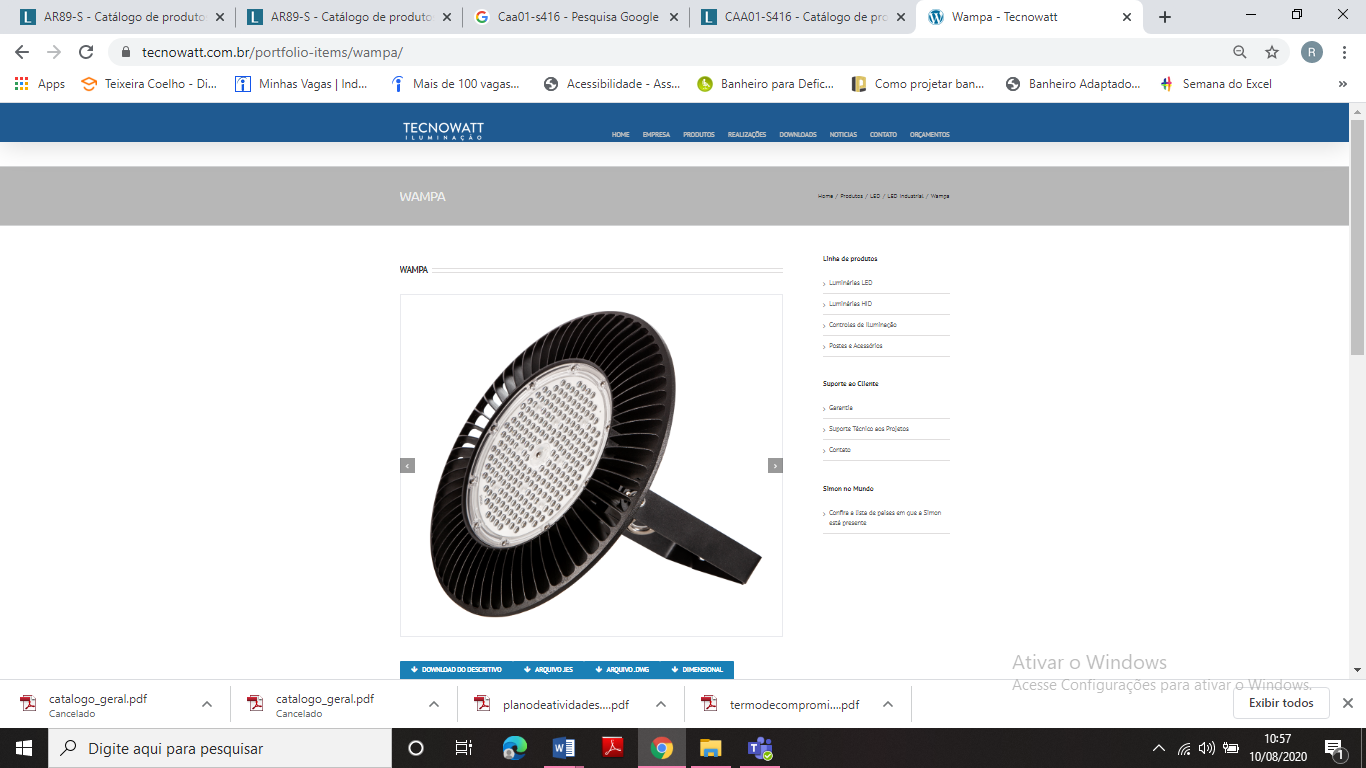 AR89-S - Catálogo de produto
AR89-S - Catálogo de produto
Caa01-s416 - Pesquisa Google
CAA01-S416 - Catálogo de pro
Wampa - Tecnowatt
tecnowatt.com.br/portfolio-items/wampa/
R
Apps
Teixeira Coelho - Di...
Minhas Vagas | Ind...
Mais de 100 vagas...
Acessibilidade - Ass...
Banheiro para Defic...
Como projetar ban...
Banheiro Adaptado...
Semana do Excel
TECNOWATT
ILUMINAÇÃO
HOME EMPRESA PRODUTOS REALIZAÇÕES DOWNLOADS NOTICIAS CONTATO ORÇAMENTOS
WAMPA
Home / Produtos / LED / LED Industrial / Wampa
WAMPA
Linha de produtos
Luminárias LED
Luminárias HID
Controles de Iluminação
Postes e Acessórios
Suporte ao Cliente
Garantia
Suporte Técnico aos Projetos
Contato
Simon no Mundo
Confira a lista de países em que a Simon
está presente
DOWNLOAD DO DESCRITIVO
ARQUIVO .IES
ARQUIVO .DWG
DIMENSIONAL
Ativar o Windows
Acesse Configurações para ativar o Windows.
catalogo_geral.pdf
Cancelado
catalogo_geral.pdf
Cancelado
planodeatividades....pdf
termodecompromi....pdf
Exibir todos
Digite aqui para pesquisar
10:57
10/08/2020
1